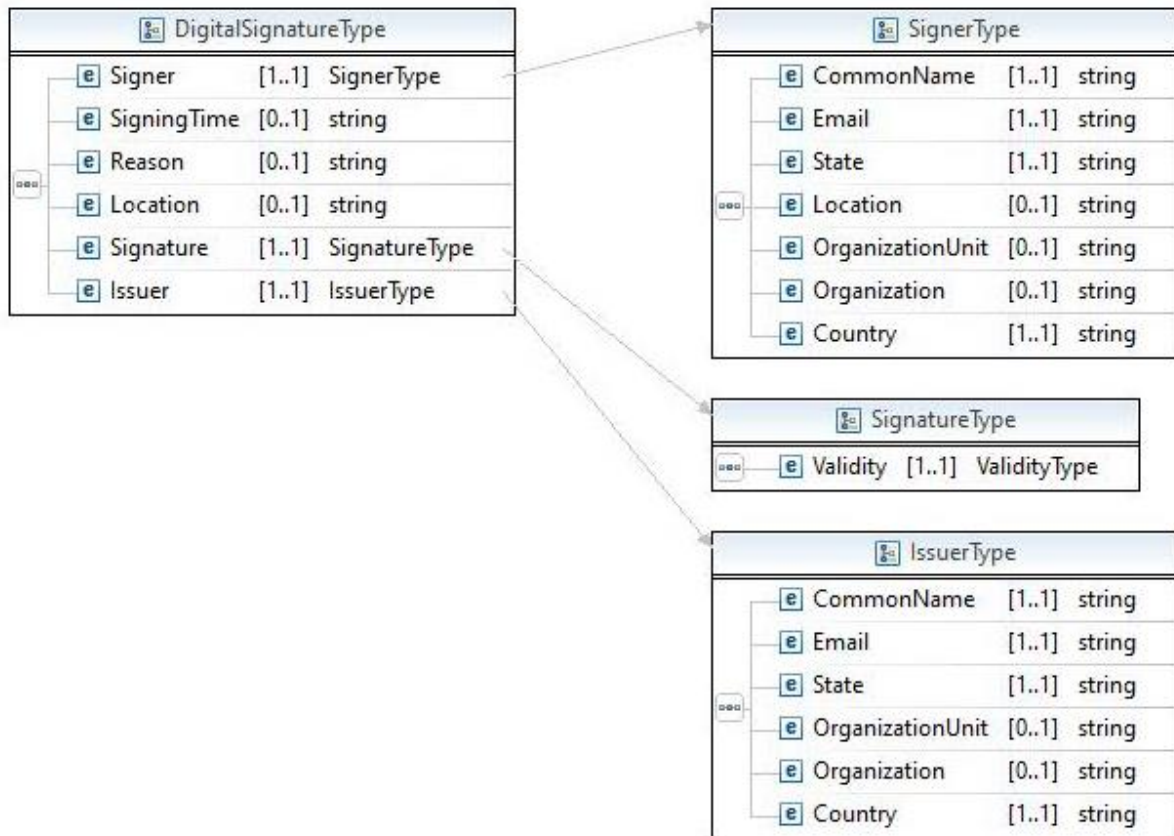 DigitalSignatureType
e Signer [1..1] SignerType
e SigningTime [0..1] string
e Reason [0..1] string
e Location [0..1] string
e Signature [1..1] SignatureType
e Issuer [1..1] IssuerType
SignerType
e CommonName [1..1] string
e Email [1..1] string
e State [1..1] string
e Location [0..1] string
e OrganizationUnit [0..1] string
e Organization [0..1] string
e Country [1..1] string
SignatureType
e Validity [1..1] ValidityType
IssuerType
e CommonName [1..1] string
e Email [1..1] string
e State [1..1] string
e OrganizationUnit [0..1] string
e Organization [0..1] string
e Country [1..1] string